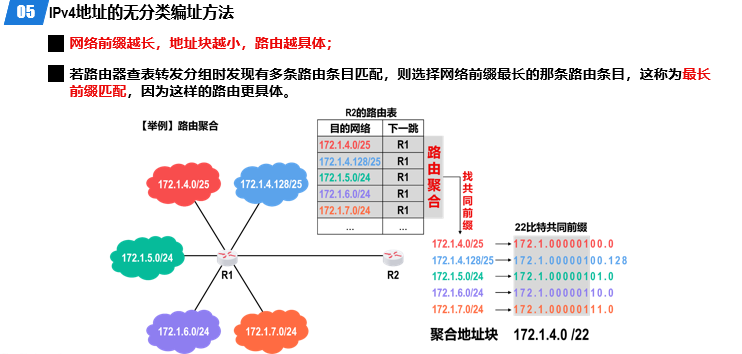 05 IPv4地址的无分类编址方法
网络前缀越长，地址块越小，路由越具体；
若路由器查表转发分组时发现有多条路由条目匹配，则选择网络前缀最长的那条路由条目，这称为最长
前缀匹配，因为这样的路由更具体。
【举例】路由聚合
R2的路由表
目的网络 下一跳
172.1.4.0/25 R1
172.1.4.128/25 R1
172.1.5.0/24 R1
172.1.6.0/24 R1
172.1.7.0/24 R1
... ...
路由聚合
找共同前缀
172.1.4.0/25
172.1.4.128/25
172.1.5.0/24
R1
R2
172.1.6.0/24
172.1.7.0/24
22比特共同前缀
172.1.4.0/25 172.1.00000100.0
172.1.4.128/25 172.1.00000100.128
172.1.5.0/24 172.1.00000101.0
172.1.6.0/24 172.1.00000110.0
172.1.7.0/24 172.1.00000111.0
聚合地址块 172.1.4.0 /22